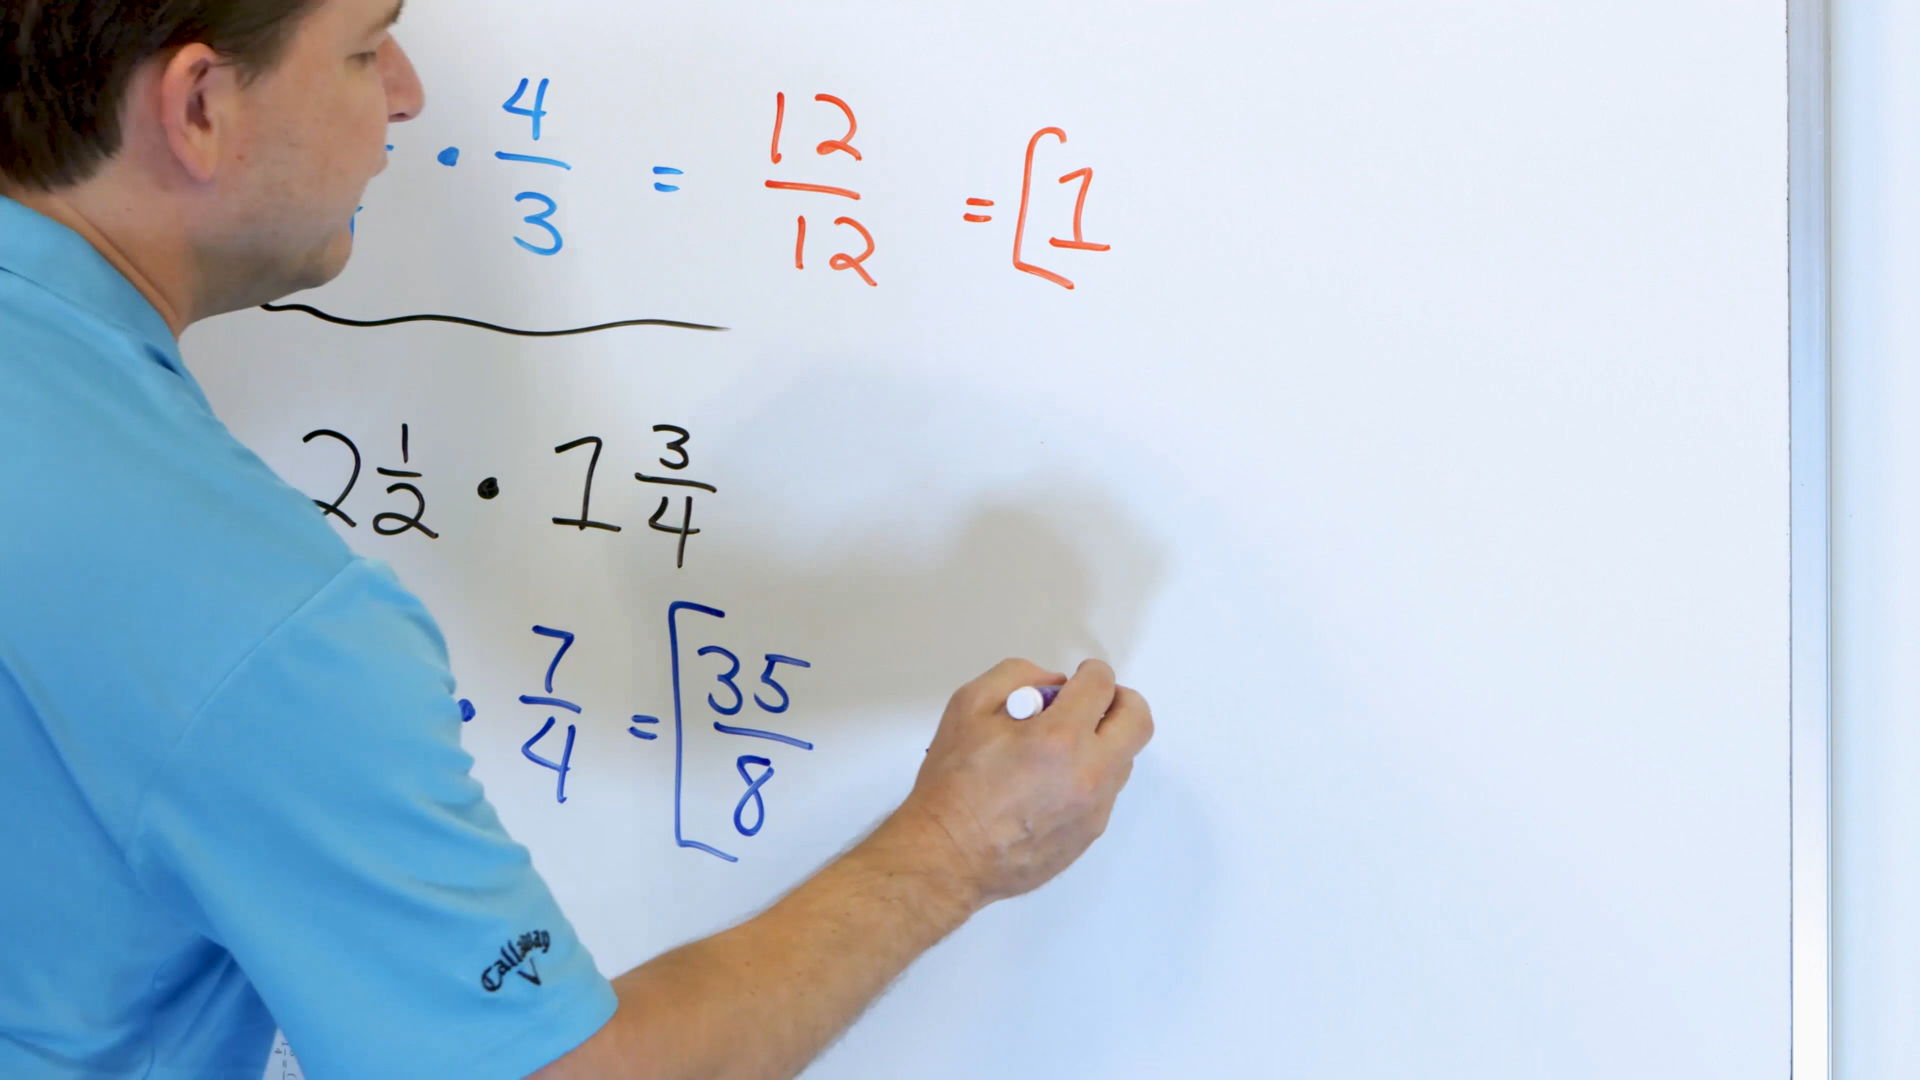 · 4/3 = 12/12 = [1
2 1/2 · 1 3/4
· 7/4 = [35/8
Callaway